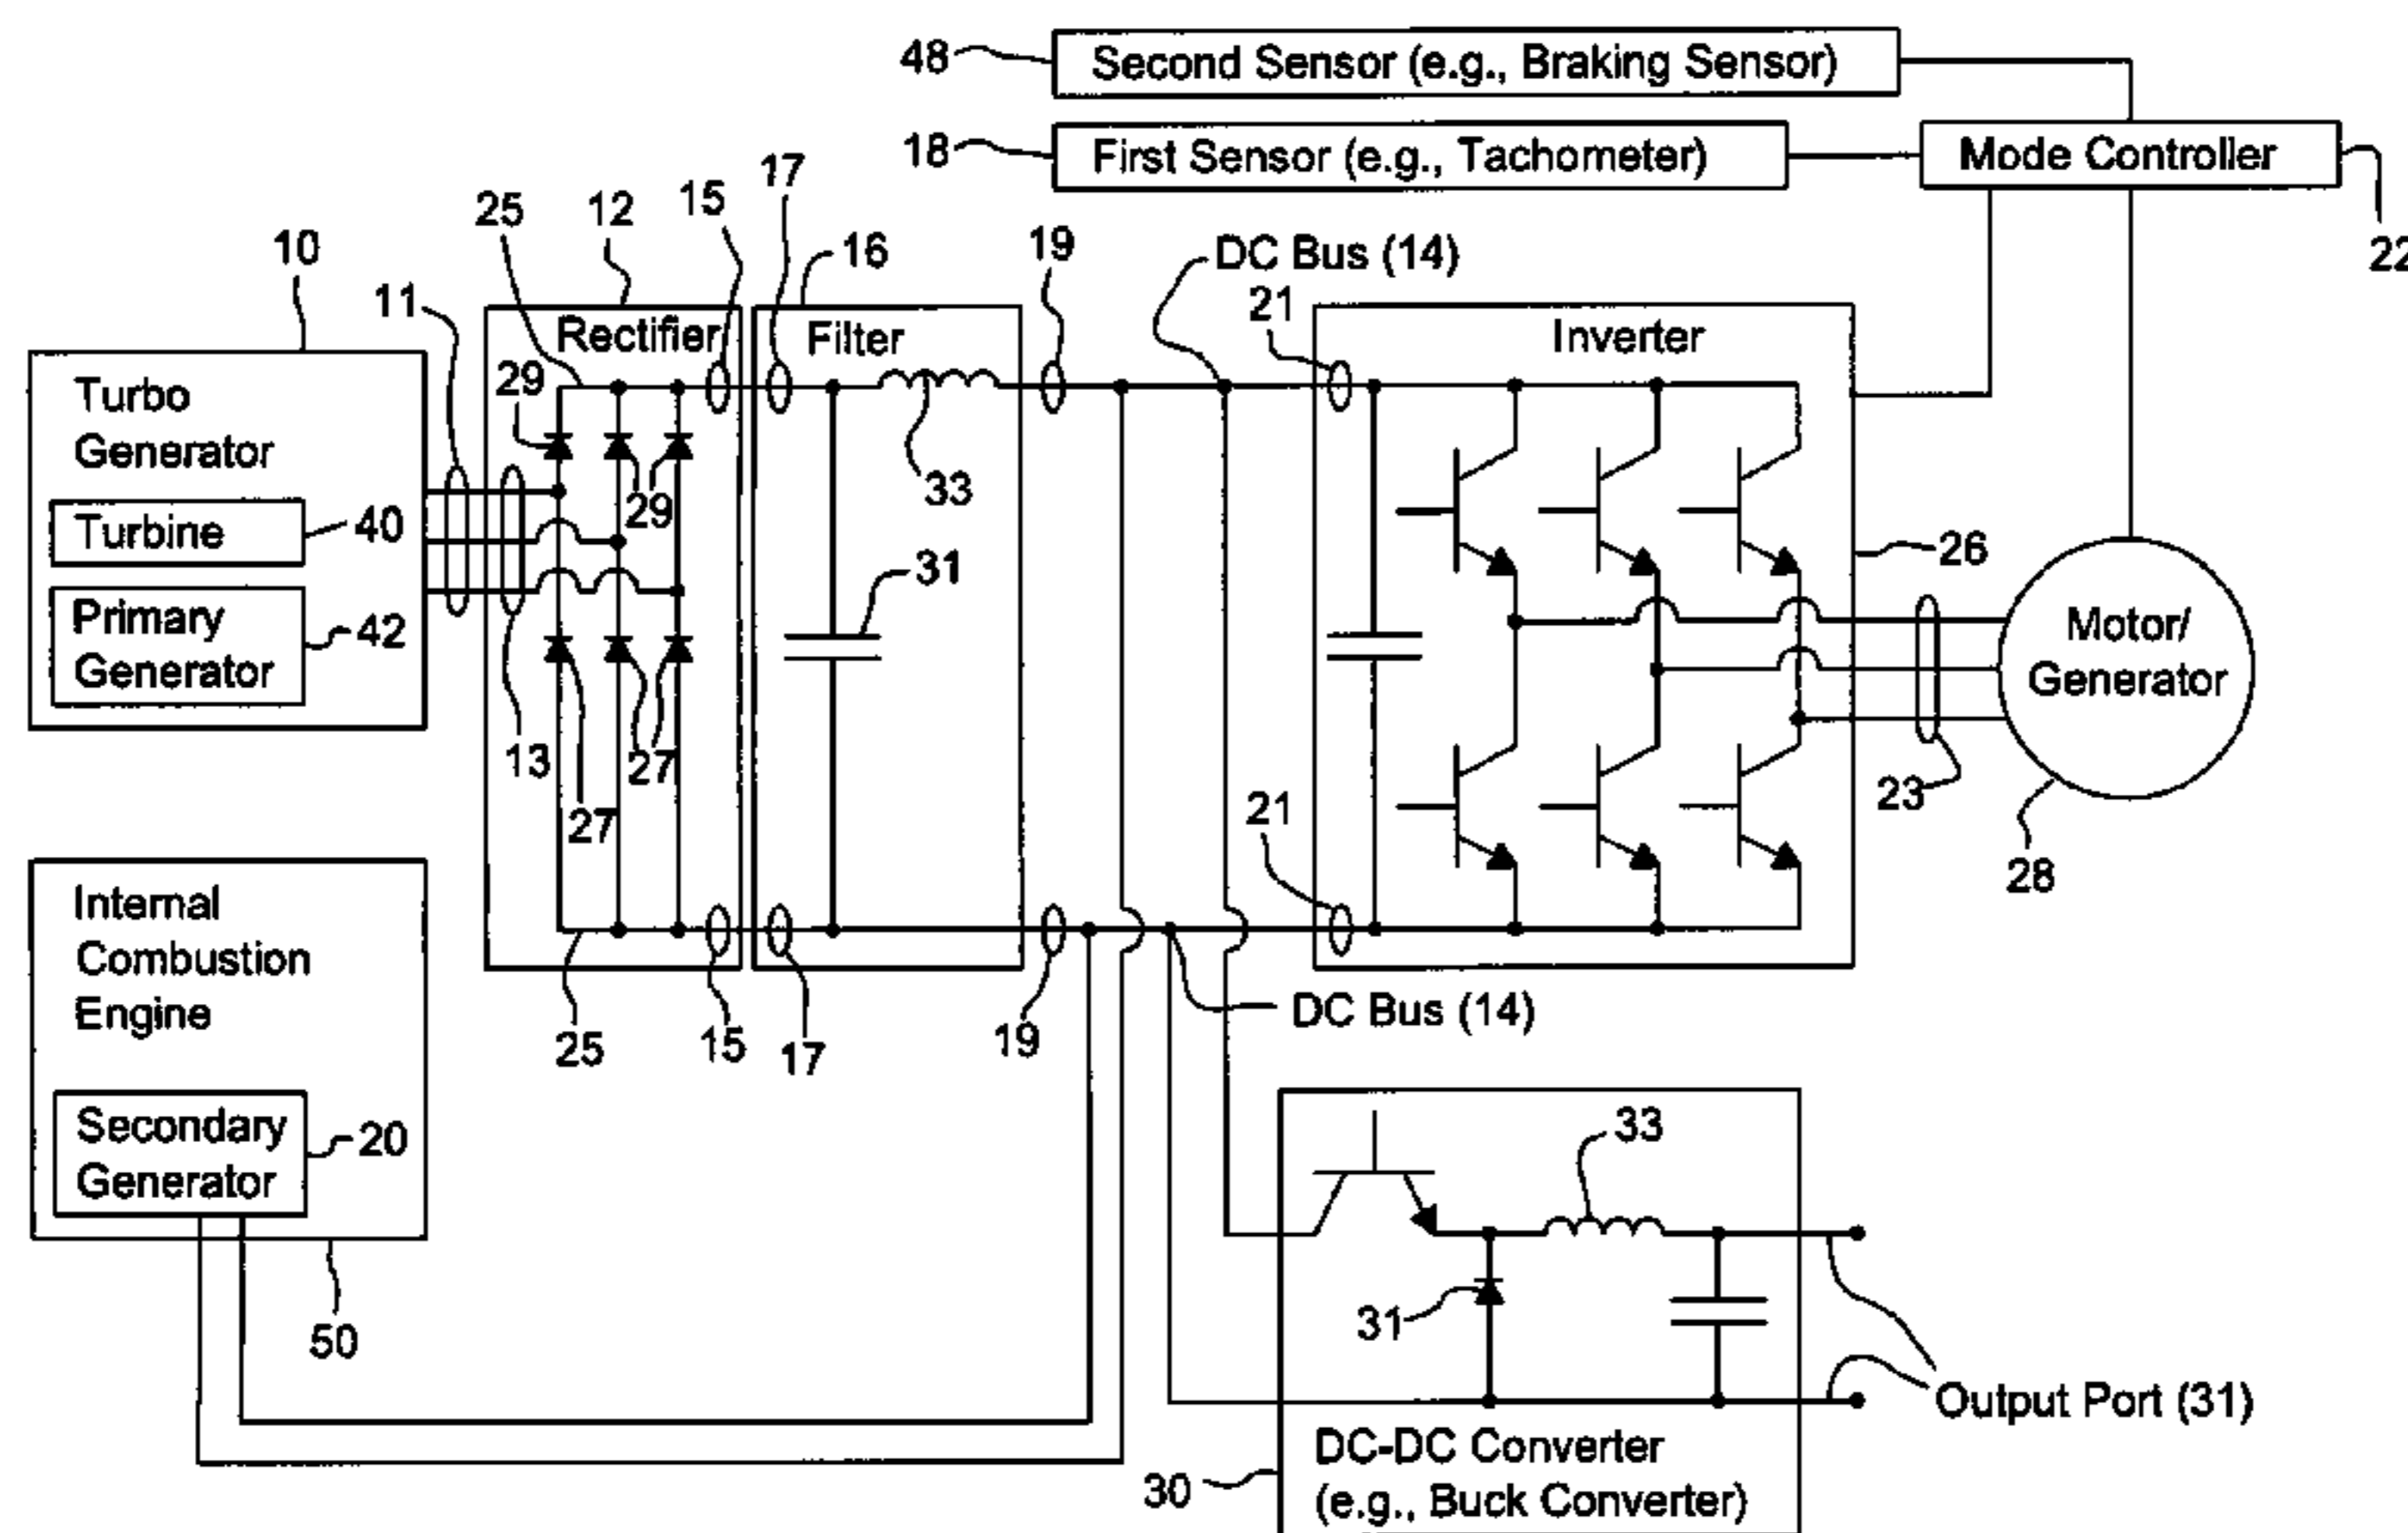 48
Second Sensor (e.g., Braking Sensor)
18
First Sensor (e.g., Tachometer)
Mode Controller
22
10
11
25
12
15
17
16
19
DC Bus (14)
21
Turbo
Generator
Turbine
40
Primary
Generator
42
Rectifier
29
29
13
27
27
25
15
Filter
33
31
17
19
DC Bus (14)
Inverter
21
26
23
Motor/
Generator
28
Internal
Combustion
Engine
Secondary
Generator
20
50
33
31
Output Port (31)
DC-DC Converter
(e.g., Buck Converter)
30